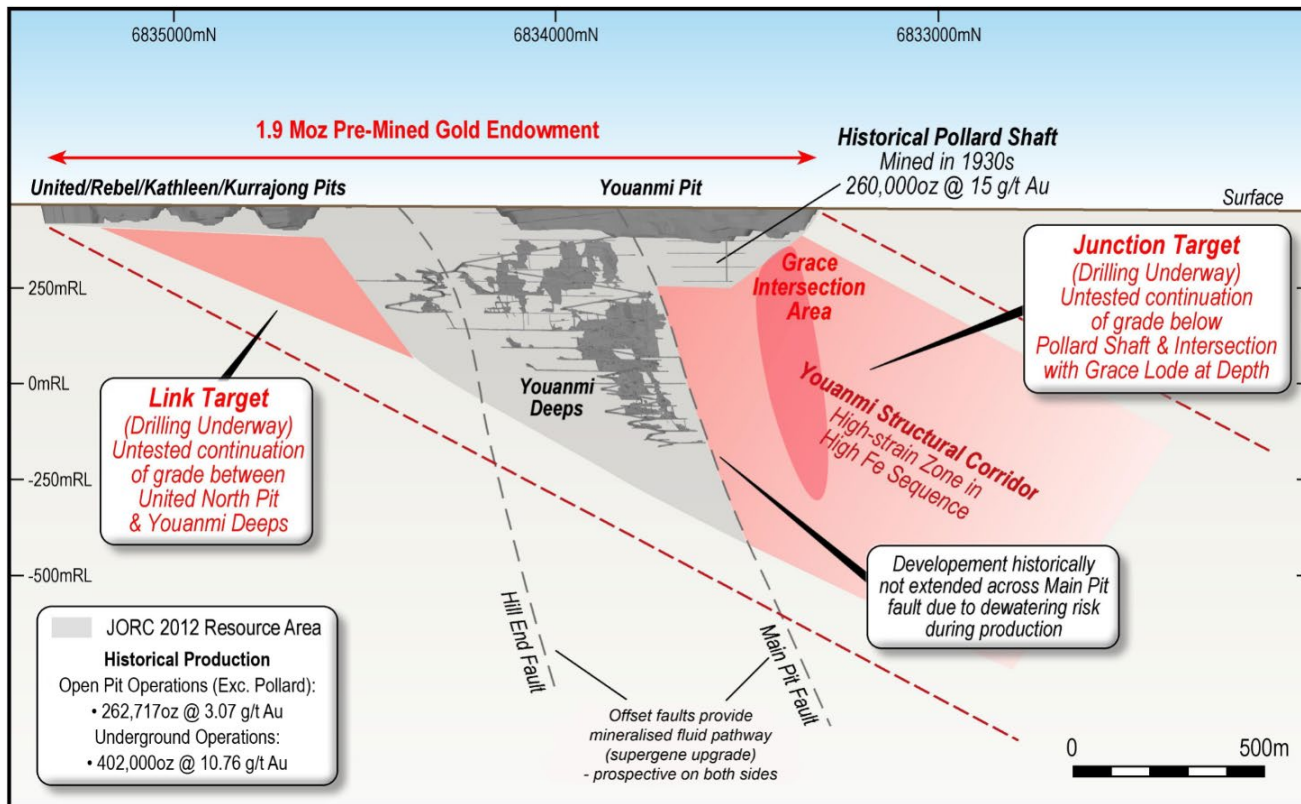 6835000mN
6834000mN
6833000mN
1.9 Moz Pre-Mined Gold Endowment
Historical Pollard Shaft
Mined in 1930s
260,000oz @ 15 g/t Au
United/Rebel/Kathleen/Kurrajong Pits
Youanmi Pit
Surface
250mRL
0mRL
-250mRL
-500mRL
Grace
Intersection
Area
Junction Target
(Drilling Underway)
Untested continuation
of grade below
Pollard Shaft & Intersection
with Grace Lode at Depth
Youanmi
Deeps
Youanmi Structural Corridor
High-strain Zone in
High Fe Sequence
Link Target
(Drilling Underway)
Untested continuation
of grade between
United North Pit
& Youanmi Deeps
Developement historically
not extended across Main Pit
fault due to dewatering risk
during production
Hill End Fault
Main Pit Fault
Offset faults provide
mineralised fluid pathway
(supergene upgrade)
- prospective on both sides
JORC 2012 Resource Area
Historical Production
Open Pit Operations (Exc. Pollard):
• 262,717oz @ 3.07 g/t Au
Underground Operations:
• 402,000oz @ 10.76 g/t Au
0
500m